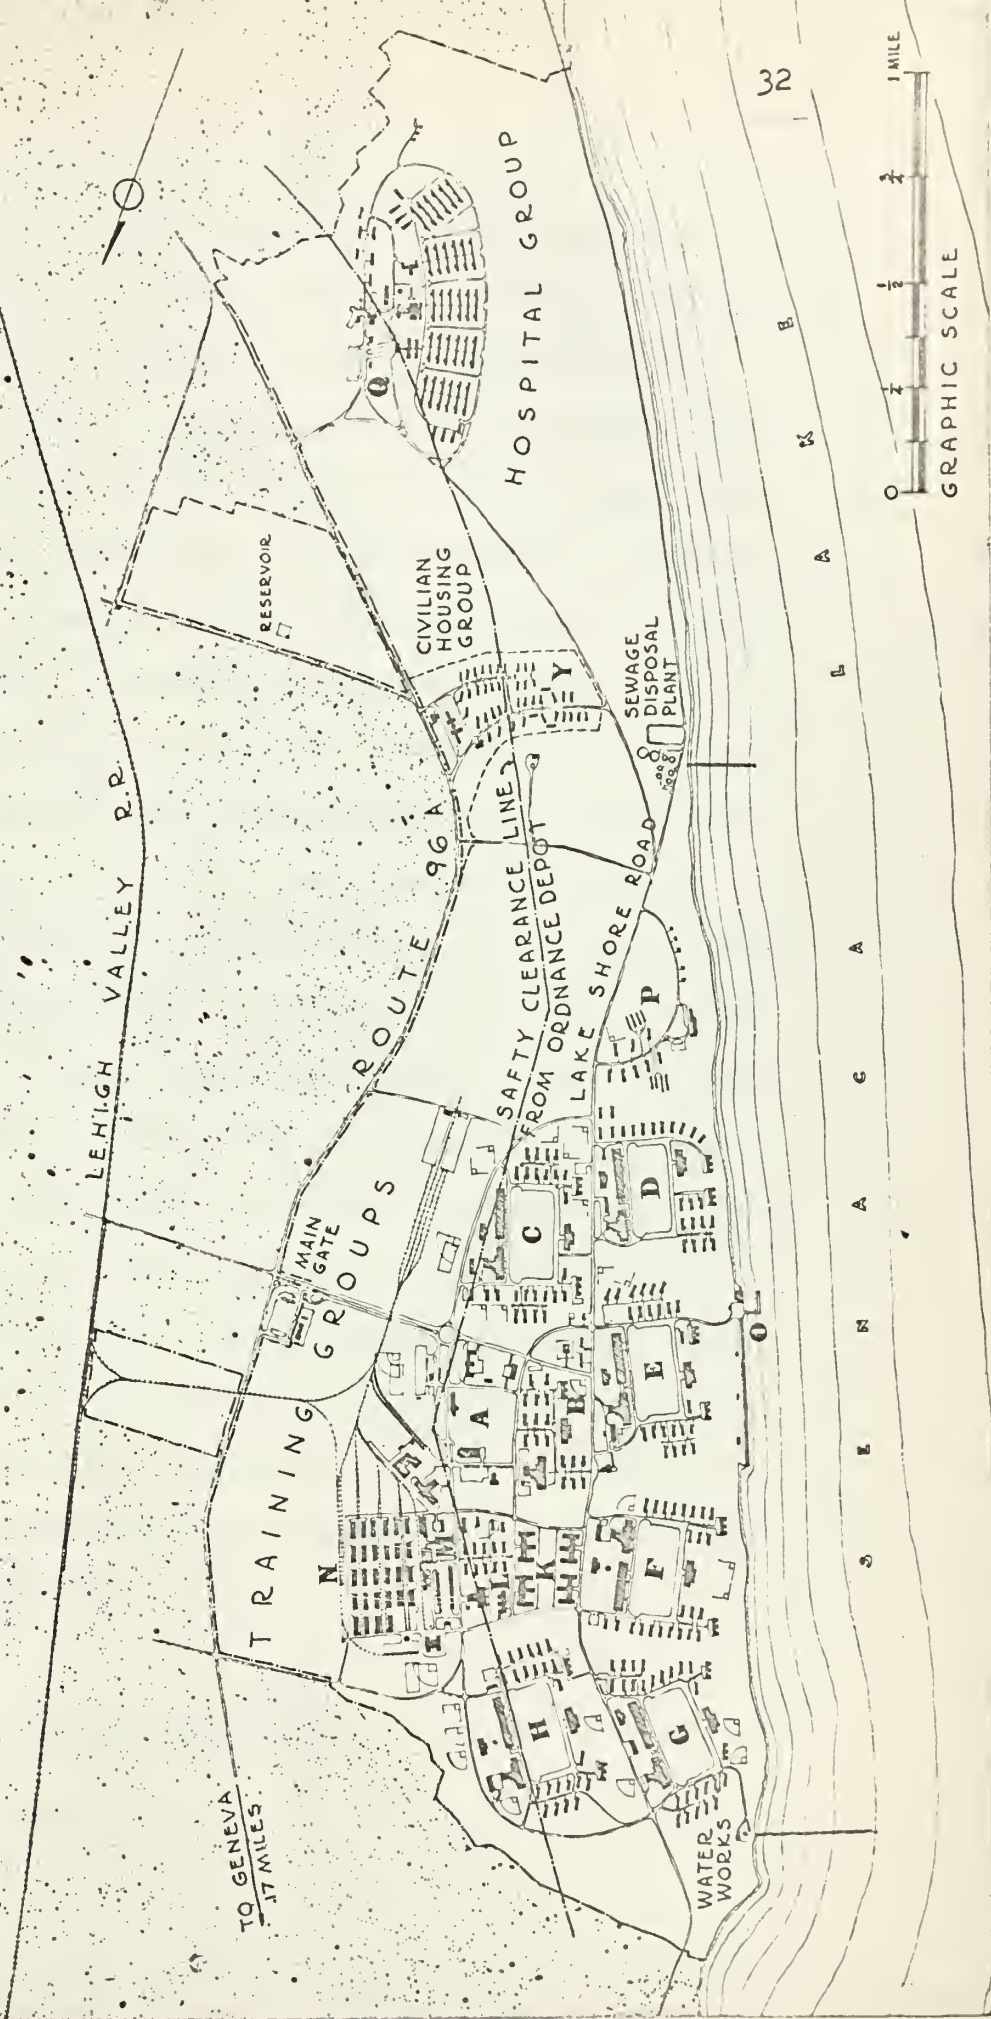 32
LEHIGH VALLEY R.R.
TO GENEVA
17 MILES
TRAINING GROUPS
MAIN
GATE
ROUTE 96 A
RESERVOIR
CIVILIAN
HOUSING
GROUP
HOSPITAL GROUP
SAFTY CLEARANCE LINE
FROM ORDNANCE DEPOT
LAKE SHORE ROAD
SEWAGE
DISPOSAL
PLANT
WATER
WORKS
N
M
L
K
A
B
C
D
E
F
G
H
I
O
P
Q
Y
SENECA LAKE
0 1/4 1/2 3/4 1 MILE
GRAPHIC SCALE